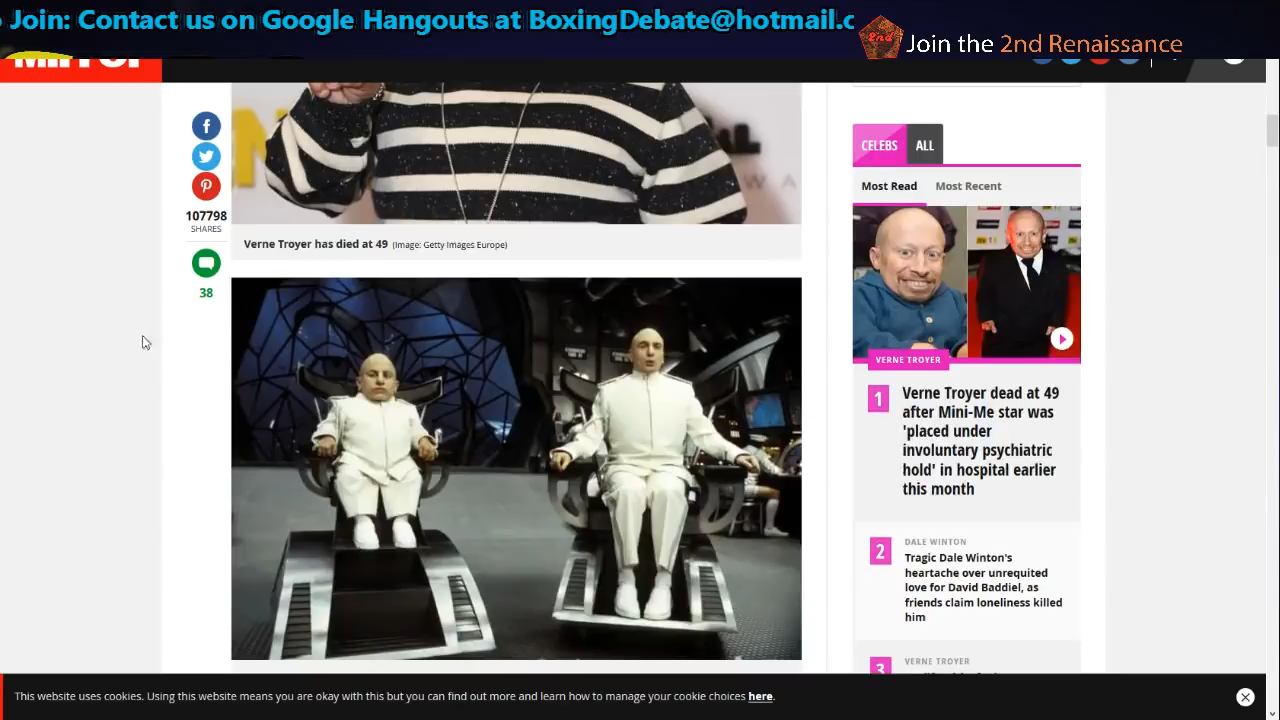 Join: Contact us on Google Hangouts at BoxingDebate@hotmail.c
2nd
Join the 2nd Renaissance
CELEBS
ALL
Most Read
Most Recent
107798
SHARES
Verne Troyer has died at 49 (Image: Getty Images Europe)
38
VERNE TROYER
1
Verne Troyer dead at 49
after Mini-Me star was
'placed under
involuntary psychiatric
hold' in hospital earlier
this month
2
DALE WINTON
Tragic Dale Winton's
heartache over unrequited
love for David Baddiel, as
friends claim loneliness killed
him
3
VERNE TROYER
This website uses cookies. Using this website means you are okay with this but you can find out more and learn how to manage your cookie choices here.